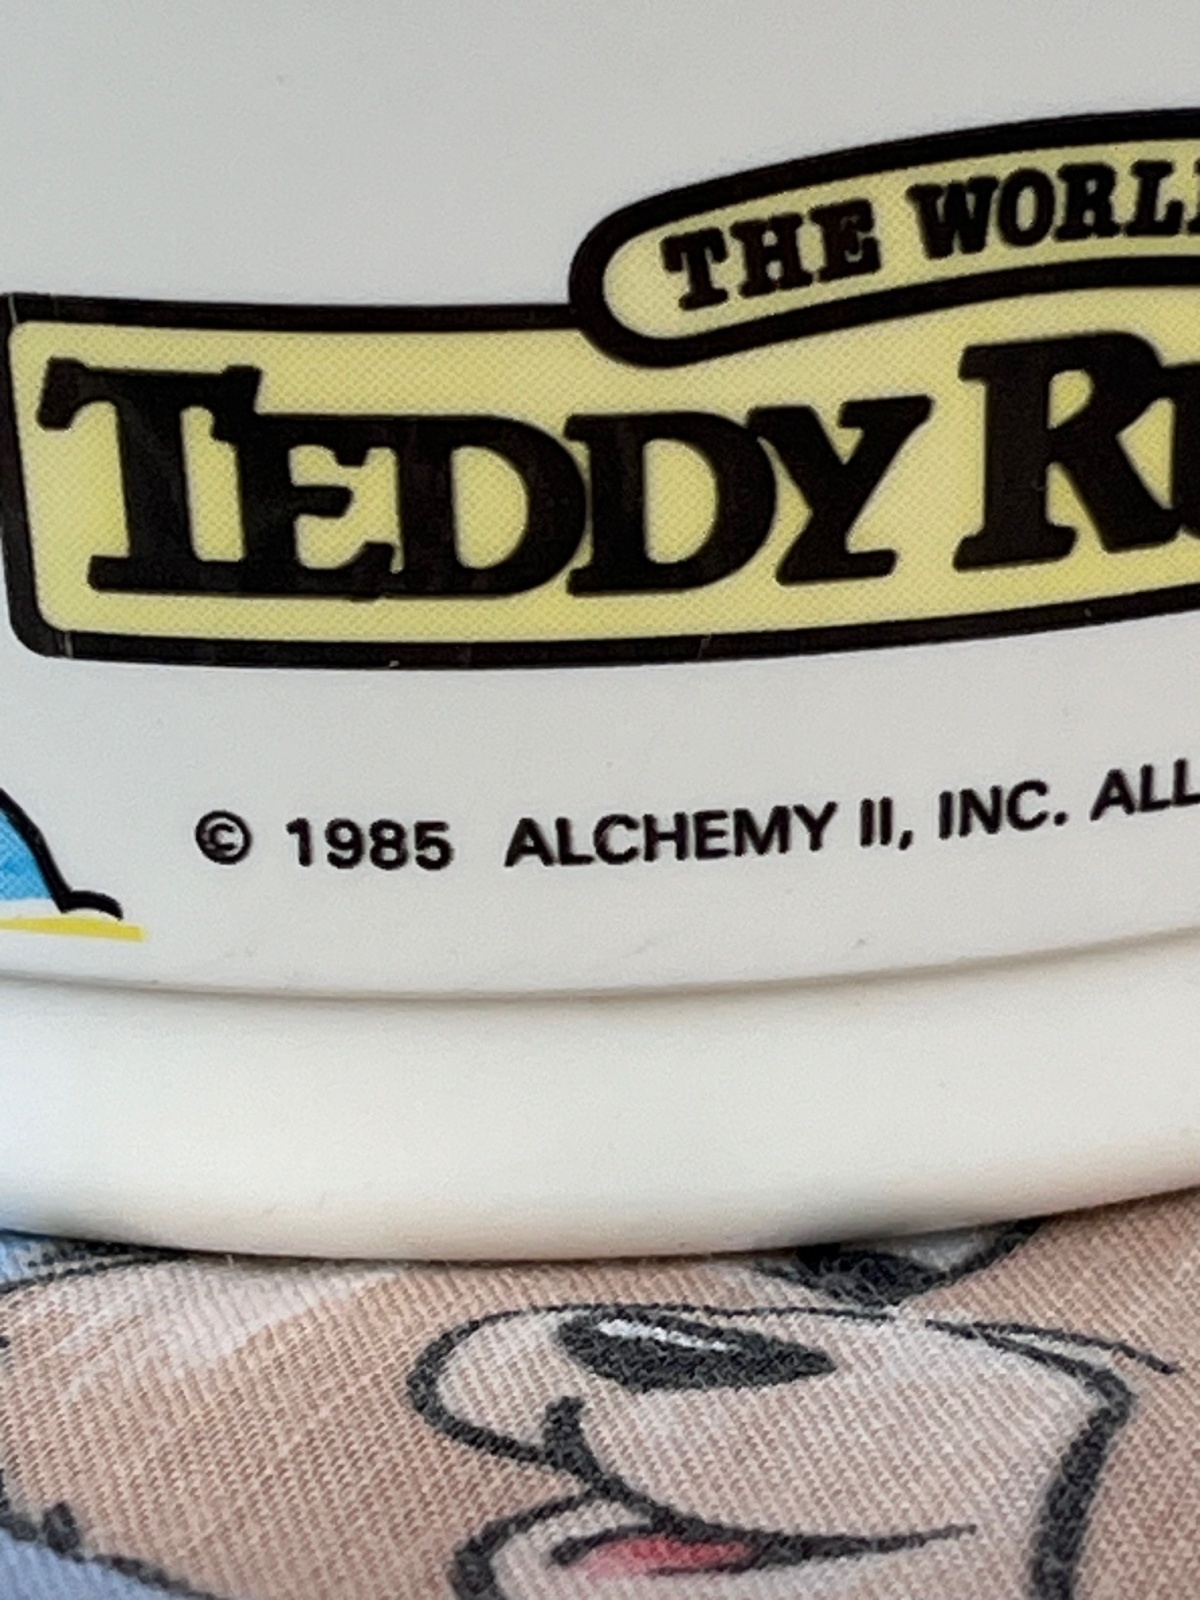 THE WORL
TEDDY R
© 1985 ALCHEMY II, INC. ALL